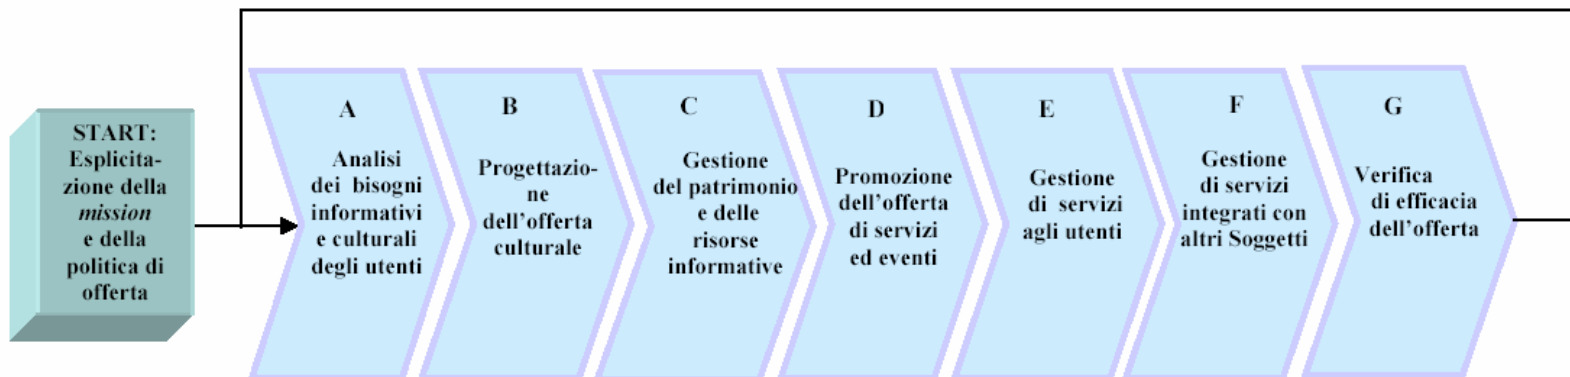 START:
Esplicita-
zione della
mission
e della
politica di
offerta
A
Analisi
dei bisogni
informativi
e culturali
degli utenti
B
Progettazio-
ne
dell'offerta
culturale
C
Gestione
del patrimonio
e delle
risorse
informative
D
Promozione
dell'offerta
di servizi
ed eventi
E
Gestione
di servizi
agli utenti
F
Gestione
di servizi
integrati con
altri Soggetti
G
Verifica
di efficacia
dell'offerta